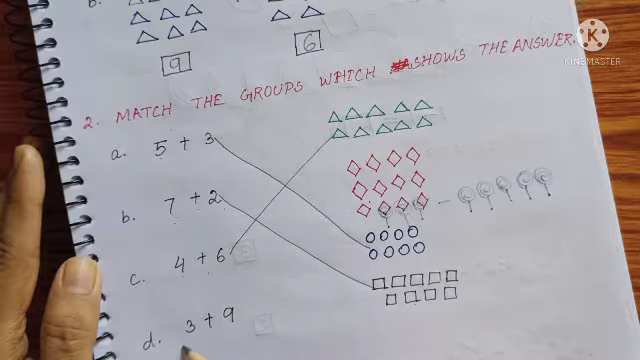 b.
9
6
2. MATCH THE GROUPS WHICH SHOWS THE ANSWER.
a. 5 + 3
b. 7 + 2
c. 4 + 6
d. 3 + 9
KINEMASTER